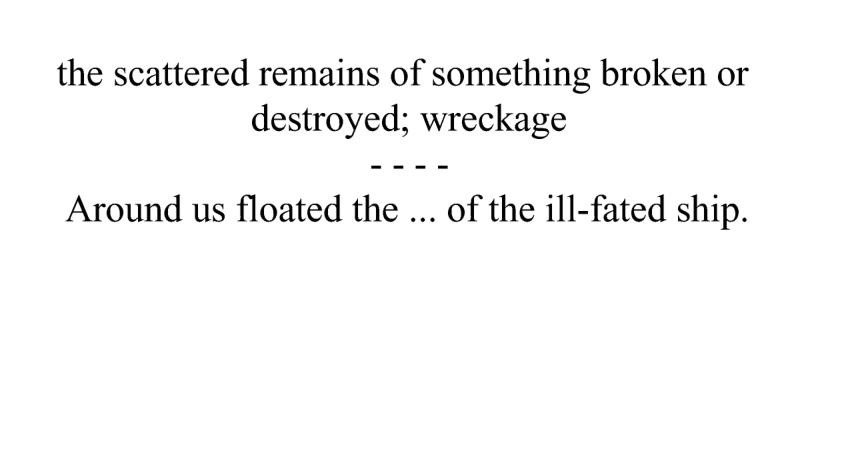 the scattered remains of something broken or
destroyed; wreckage
- - - -
Around us floated the ... of the ill-fated ship.